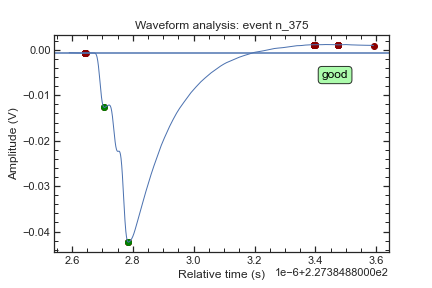 Waveform analysis: event n_375
0.00
−0.01
−0.02
−0.03
−0.04
Amplitude (V)
good
2.6
2.8
3.0
3.2
3.4
3.6
Relative time (s)
1e−6+2.2738488000e2